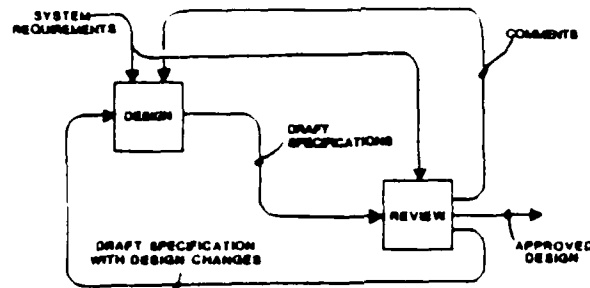 SYSTEM
REQUIREMENTS
COMMENTS
DESIGN
DRAFT
SPECIFICATIONS
REVIEW
DRAFT SPECIFICATION
WITH DESIGN CHANGES
APPROVED
DESIGN